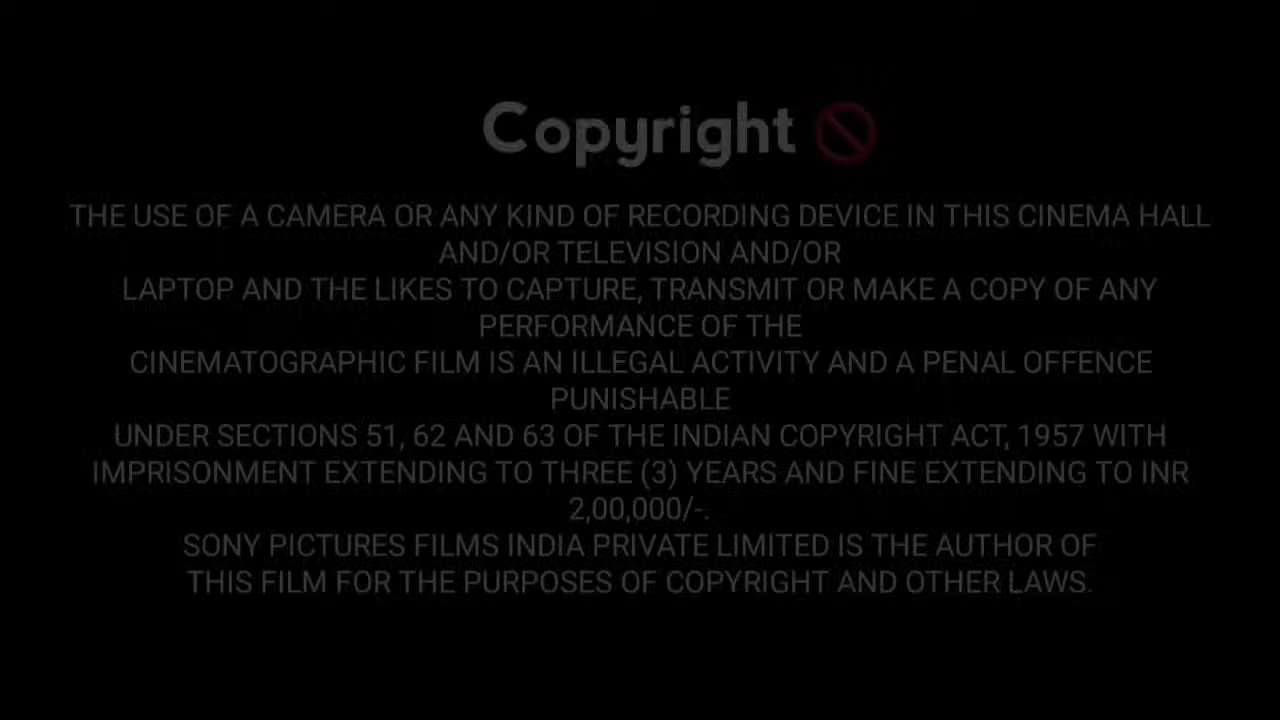 Copyright
THE USE OF A CAMERA OR ANY KIND OF RECORDING DEVICE IN THIS CINEMA HALL
AND/OR TELEVISION AND/OR
LAPTOP AND THE LIKES TO CAPTURE, TRANSMIT OR MAKE A COPY OF ANY
PERFORMANCE OF THE
CINEMATOGRAPHIC FILM IS AN ILLEGAL ACTIVITY AND A PENAL OFFENCE
PUNISHABLE
UNDER SECTIONS 51, 62 AND 63 OF THE INDIAN COPYRIGHT ACT, 1957 WITH
IMPRISONMENT EXTENDING TO THREE (3) YEARS AND FINE EXTENDING TO INR
2,00,000/-.
SONY PICTURES FILMS INDIA PRIVATE LIMITED IS THE AUTHOR OF
THIS FILM FOR THE PURPOSES OF COPYRIGHT AND OTHER LAWS.